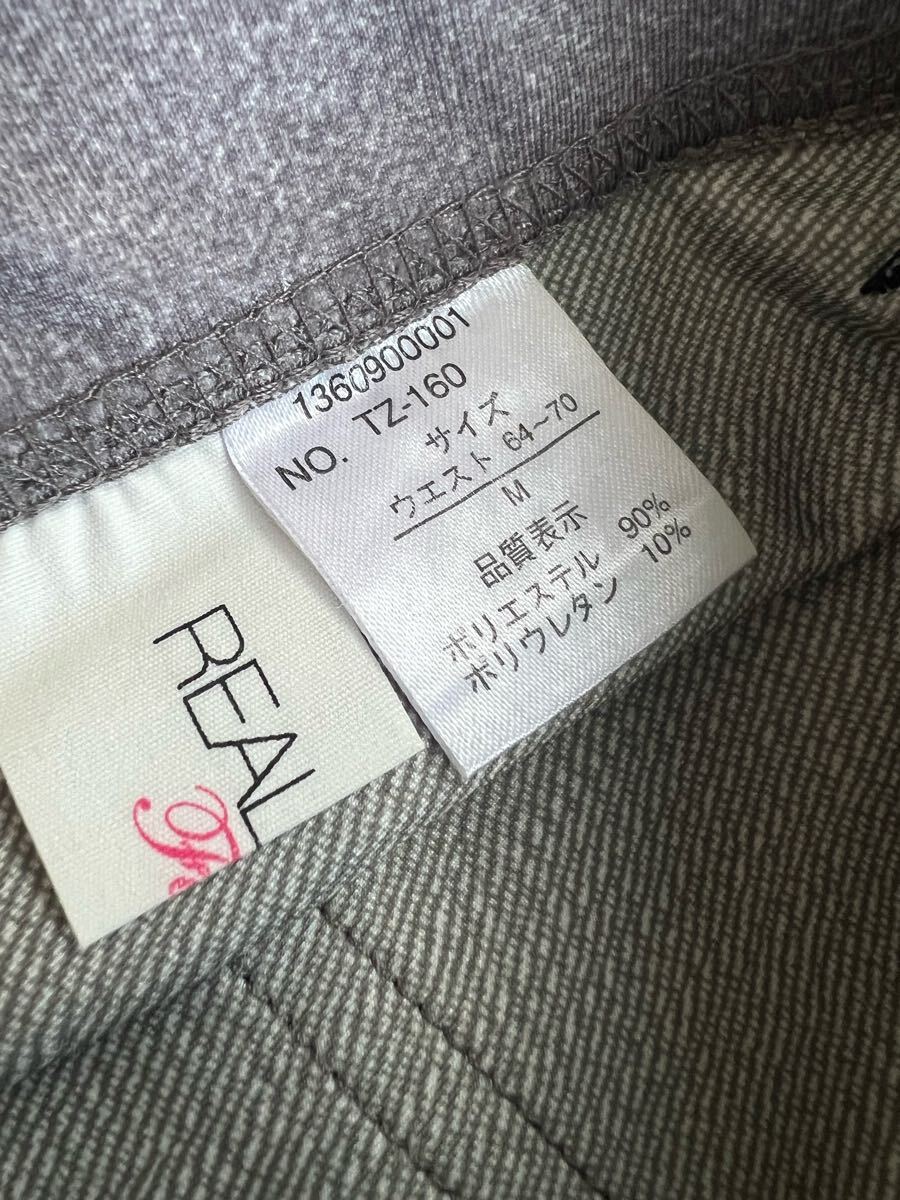 1360900001
NO. TZ-160
サイズ
ウエスト 64~70
M
品質表示
ポリエステル 90%
ポリウレタン 10%
REAL